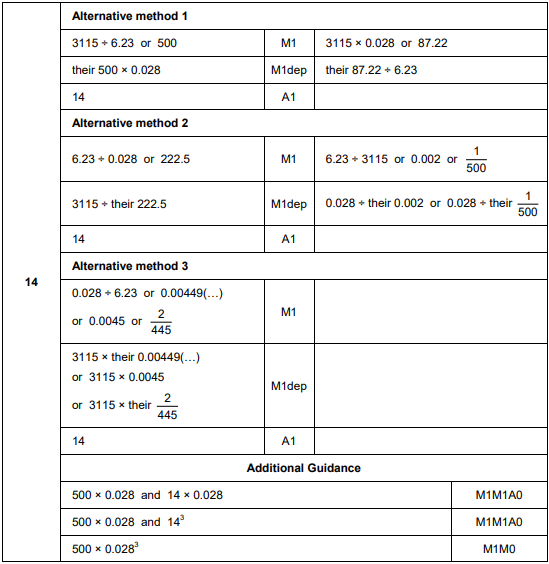 14
Alternative method 1
3115 ÷ 6.23 or 500 M1 3115 × 0.028 or 87.22
their 500 × 0.028 M1dep their 87.22 ÷ 6.23
14 A1
Alternative method 2
6.23 ÷ 0.028 or 222.5 M1 6.23 ÷ 3115 or 0.002 or 1/500
3115 ÷ their 222.5 M1dep 0.028 ÷ their 0.002 or 0.028 ÷ their 1/500
14 A1
Alternative method 3
0.028 ÷ 6.23 or 0.00449(…)
or 0.0045 or 2/445
M1
3115 × their 0.00449(…)
or 3115 × 0.0045
or 3115 × their 2/445
M1dep
14 A1
Additional Guidance
500 × 0.028 and 14 × 0.028 M1M1A0
500 × 0.028 and 14³ M1M1A0
500 × 0.028³ M1M0